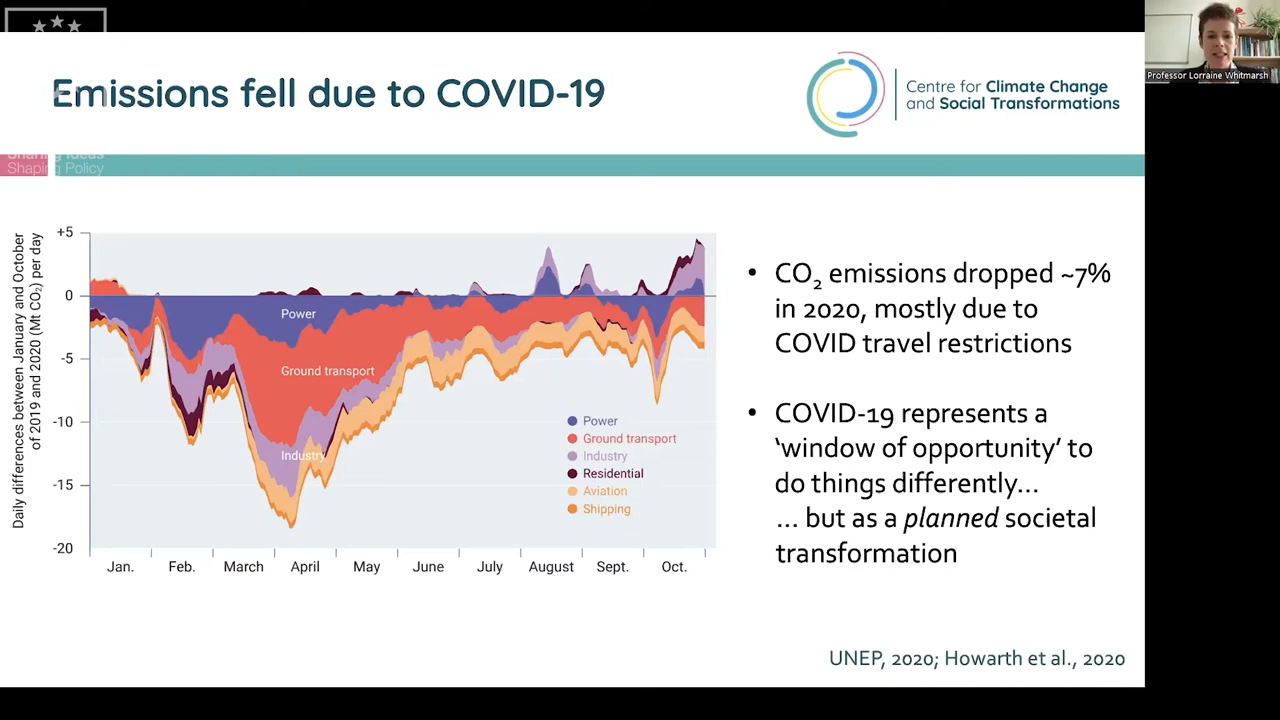 Emissions fell due to COVID-19
Centre for Climate Change
and Social Transformations
Professor Lorraine Whitmarsh
Sharing Ideas
Shaping Policy
Daily differences between January and October
of 2019 and 2020 (Mt CO₂) per day
+5
0
-5
-10
-15
-20
Power
Ground transport
Industry
Power
Ground transport
Industry
Residential
Aviation
Shipping
Jan. Feb. March April May June July August Sept. Oct.
• CO₂ emissions dropped ~7%
in 2020, mostly due to
COVID travel restrictions
• COVID-19 represents a
‘window of opportunity’ to
do things differently...
... but as a planned societal
transformation
UNEP, 2020; Howarth et al., 2020